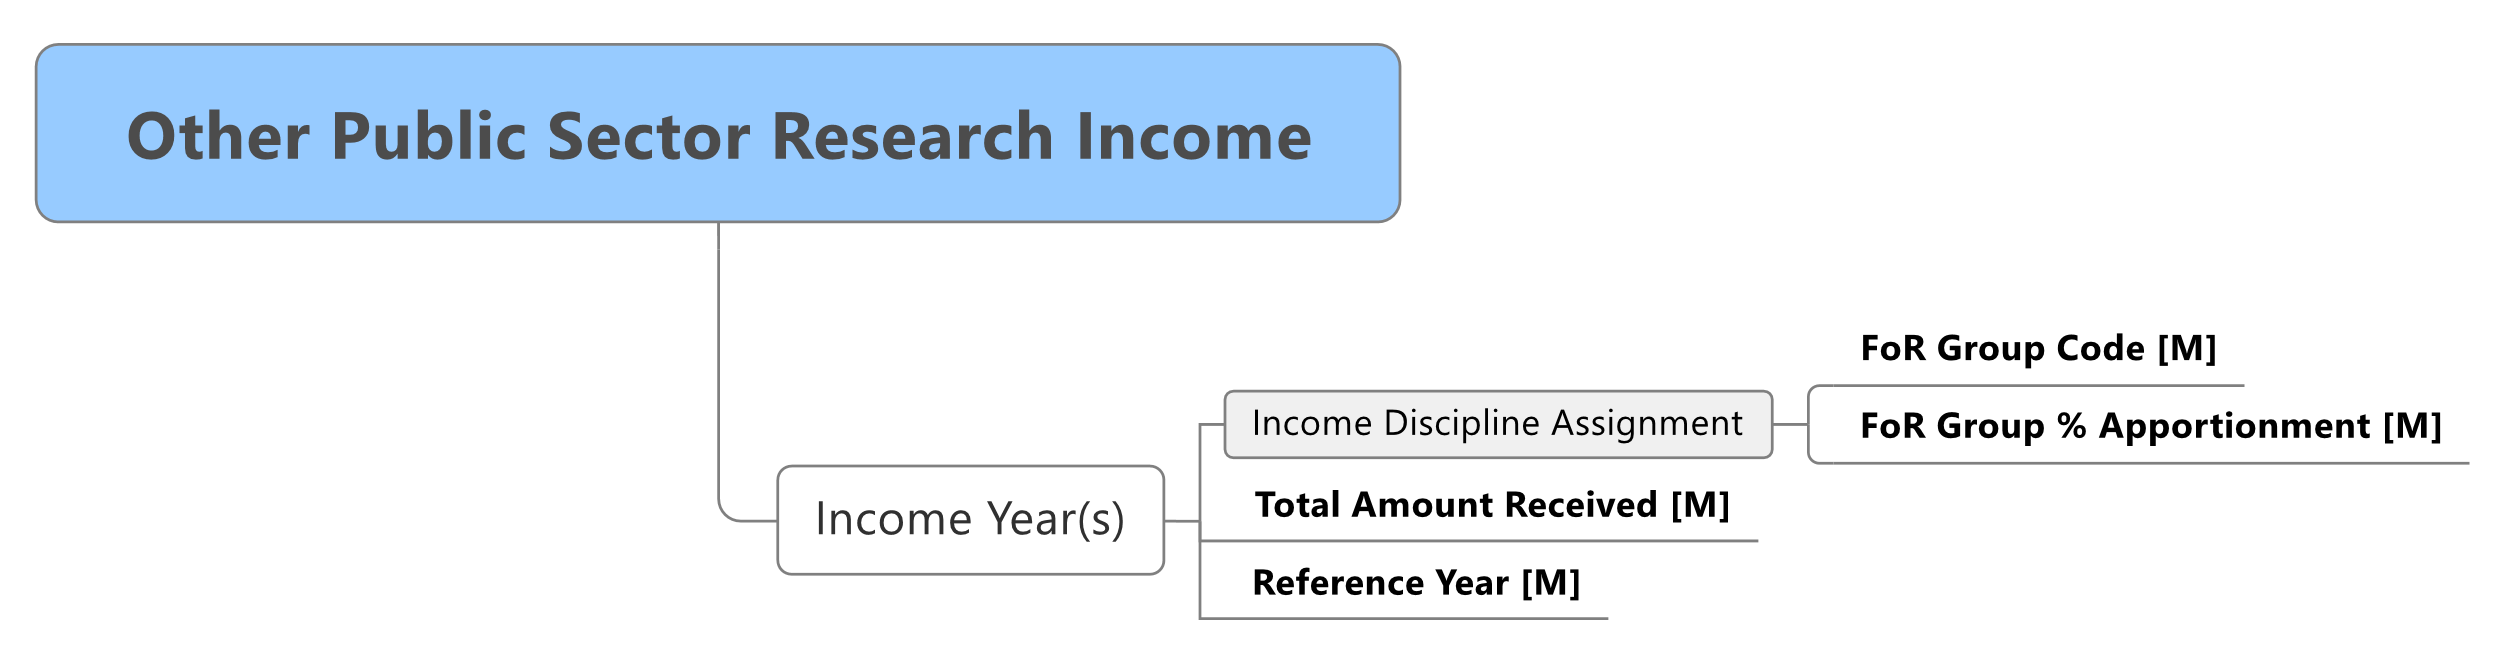 Other Public Sector Research Income
FoR Group Code [M]
Income Discipline Assignment
FoR Group % Apportionment [M]
Total Amount Received [M]
Income Year(s)
Reference Year [M]